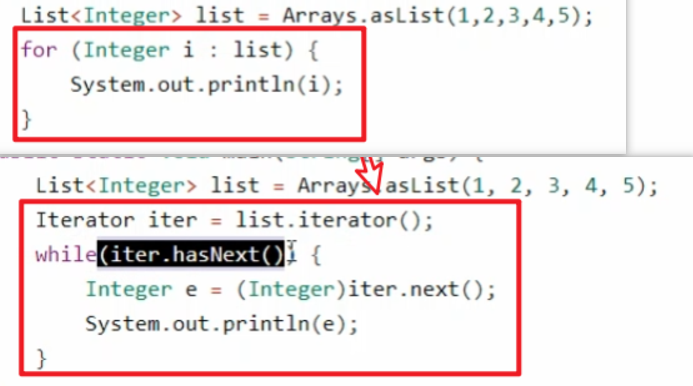 List<Integer> list = Arrays.asList(1,2,3,4,5);
for (Integer i : list) {
System.out.println(i);
}
List<Integer> list = Arrays.asList(1, 2, 3, 4, 5);
Iterator iter = list.iterator();
while(iter.hasNext()) {
Integer e = (Integer)iter.next();
System.out.println(e);
}